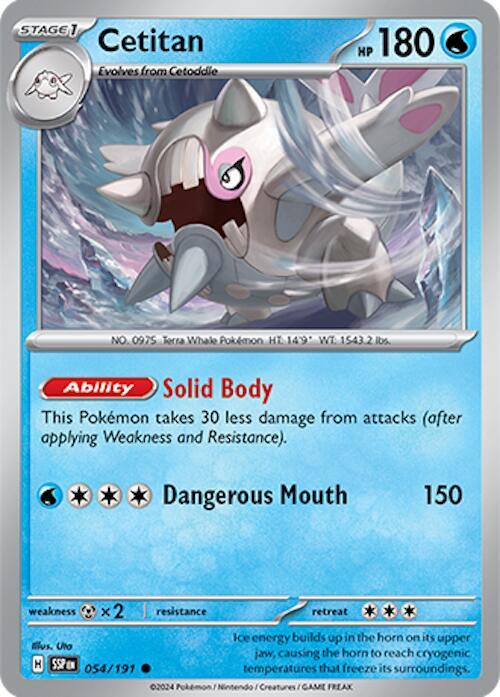 STAGE 1 Cetitan HP 180
Evolves from Cetoddle
NO. 0975 Terra Whale Pokémon HT: 14'9" WT: 1543.2 lbs.
Ability Solid Body
This Pokémon takes 30 less damage from attacks (after
applying Weakness and Resistance).
Dangerous Mouth 150
weakness ×2 resistance retreat
Illus. Uta
H SSP EN 054/191
Ice energy builds up in the horn on its upper
jaw, causing the horn to reach cryogenic
temperatures that freeze its surroundings.
©2024 Pokémon / Nintendo / Creatures / GAME FREAK